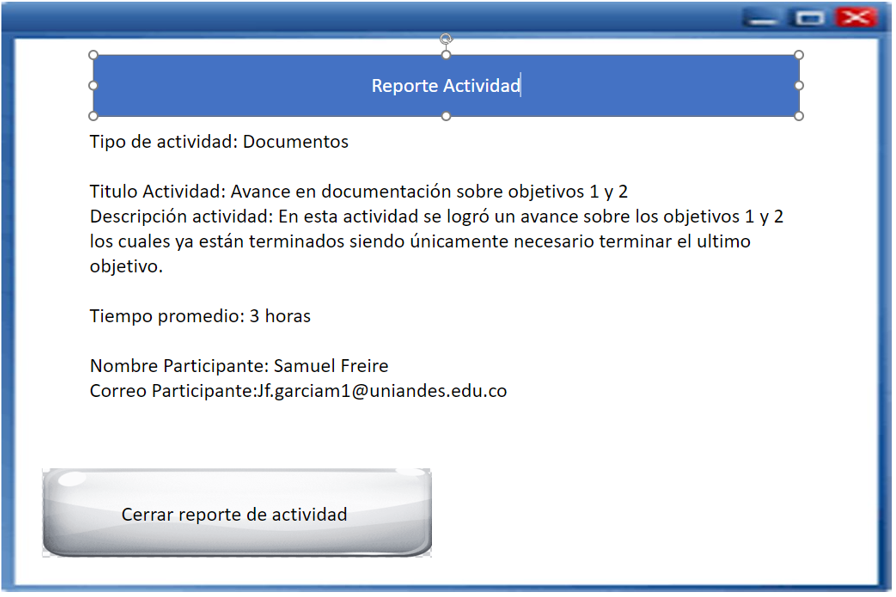 Reporte Actividad
Tipo de actividad: Documentos
Titulo Actividad: Avance en documentación sobre objetivos 1 y 2
Descripción actividad: En esta actividad se logró un avance sobre los objetivos 1 y 2
los cuales ya están terminados siendo únicamente necesario terminar el ultimo
objetivo.
Tiempo promedio: 3 horas
Nombre Participante: Samuel Freire
Correo Participante:Jf.garciam1@uniandes.edu.co
Cerrar reporte de actividad